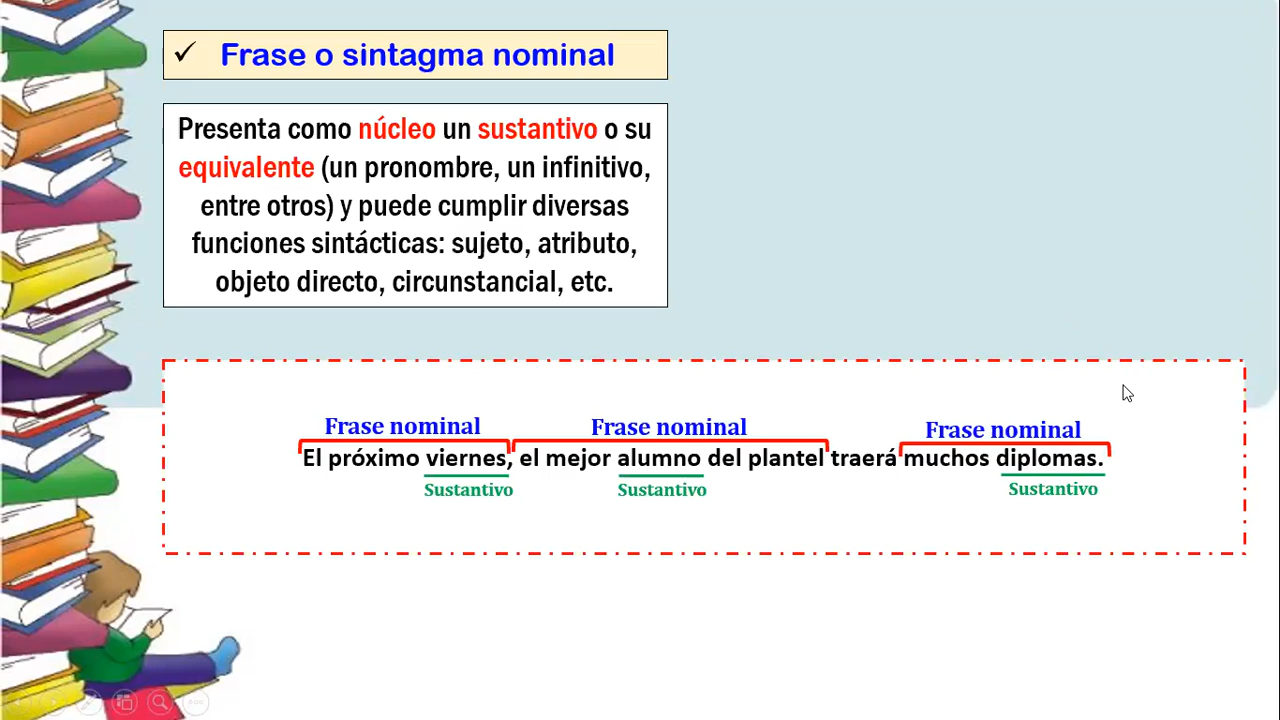 ✓ Frase o sintagma nominal
Presenta como núcleo un sustantivo o su
equivalente (un pronombre, un infinitivo,
entre otros) y puede cumplir diversas
funciones sintácticas: sujeto, atributo,
objeto directo, circunstancial, etc.
Frase nominal Frase nominal Frase nominal
El próximo viernes, el mejor alumno del plantel traerá muchos diplomas.
Sustantivo Sustantivo Sustantivo